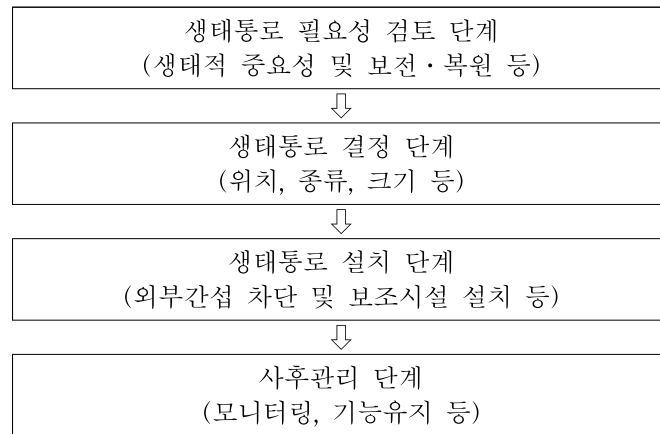 생태통로 필요성 검토 단계
(생태적 중요성 및 보전・복원 등)
생태통로 결정 단계
(위치, 종류, 크기 등)
생태통로 설치 단계
(외부간섭 차단 및 보조시설 설치 등)
사후관리 단계
(모니터링, 기능유지 등)